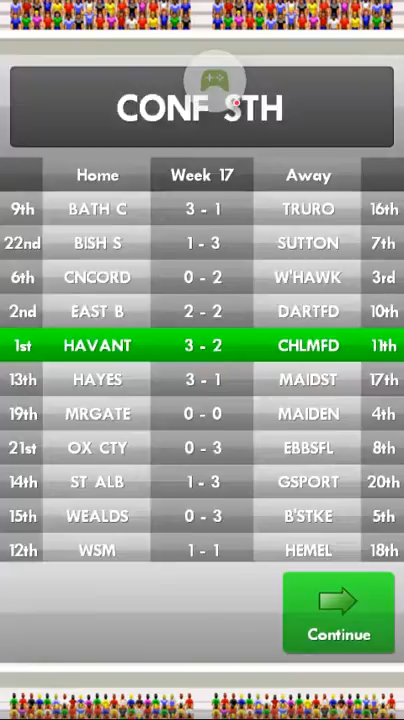 CONF STH
Home Week 17 Away
9th BATH C 3 - 1 TRURO 16th
22nd BISH S 1 - 3 SUTTON 7th
6th CNCORD 0 - 2 W'HAWK 3rd
2nd EAST B 2 - 2 DARTFD 10th
1st HAVANT 3 - 2 CHLMFD 11th
13th HAYES 3 - 1 MAIDST 17th
19th MRGATE 0 - 0 MAIDEN 4th
21st OX CTY 0 - 3 EBBSFL 8th
14th ST ALB 1 - 3 GSPORT 20th
15th WEALDS 0 - 3 B'STKE 5th
12th WSM 1 - 1 HEMEL 18th
Continue